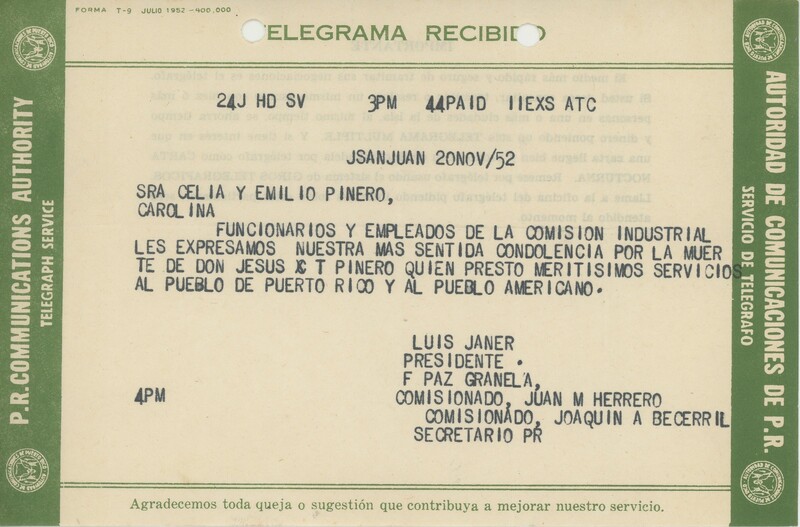 FORMA T-9 JULIO 1952-400,000
TELEGRAMA RECIBIDO
24J HD SV 3PM 44PAID 11EXS ATC
JSANJUAN 20NOV/52
SRA CELIA Y EMILIO PINERO,
CAROLINA
FUNCIONARIOS Y EMPLEADOS DE LA COMISION INDUSTRIAL
LES EXPRESAMOS NUESTRA MAS SENTIDA CONDOLENCIA POR LA MUER
TE DE DON JESUS X T PINERO QUIEN PRESTO MERITISIMOS SERVICIOS
AL PUEBLO DE PUERTO RICO Y AL PUEBLO AMERICANO.
LUIS JANER
PRESIDENTE .
F PAZ GRANELA,
4PM COMISIONADO, JUAN M HERRERO
COMISIONADO, JOAQUIN A BECERRIL
SECRETARIO PR
Agradecemos toda queja o sugestión que contribuya a mejorar nuestro servicio.
P.R. COMMUNICATIONS AUTHORITY
TELEGRAPH SERVICE
AUTORIDAD DE COMUNICACIONES DE P.R.
SERVICIO DE TELEGRAFO